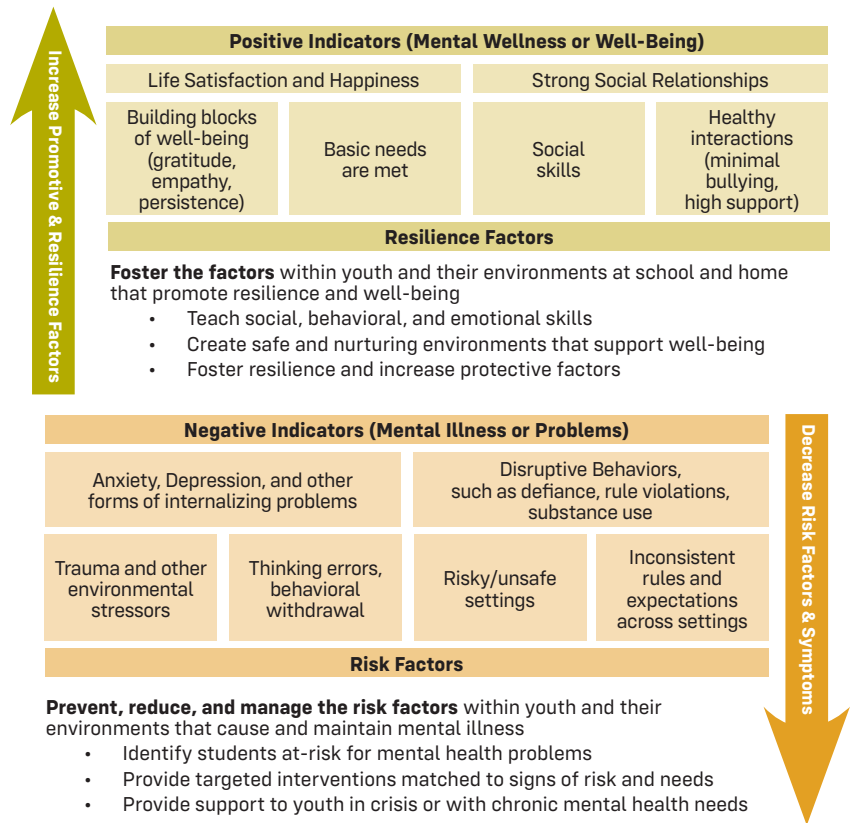 Increase Promotive & Resilience Factors
Positive Indicators (Mental Wellness or Well-Being)
Life Satisfaction and Happiness
Strong Social Relationships
Building blocks
of well-being
(gratitude,
empathy,
persistence)
Basic needs
are met
Social
skills
Healthy
interactions
(minimal
bullying,
high support)
Resilience Factors
Foster the factors within youth and their environments at school and home
that promote resilience and well-being
• Teach social, behavioral, and emotional skills
• Create safe and nurturing environments that support well-being
• Foster resilience and increase protective factors
Negative Indicators (Mental Illness or Problems)
Anxiety, Depression, and other
forms of internalizing problems
Disruptive Behaviors,
such as defiance, rule violations,
substance use
Trauma and other
environmental
stressors
Thinking errors,
behavioral
withdrawal
Risky/unsafe
settings
Inconsistent
rules and
expectations
across settings
Risk Factors
Decrease Risk Factors & Symptoms
Prevent, reduce, and manage the risk factors within youth and their
environments that cause and maintain mental illness
• Identify students at-risk for mental health problems
• Provide targeted interventions matched to signs of risk and needs
• Provide support to youth in crisis or with chronic mental health needs